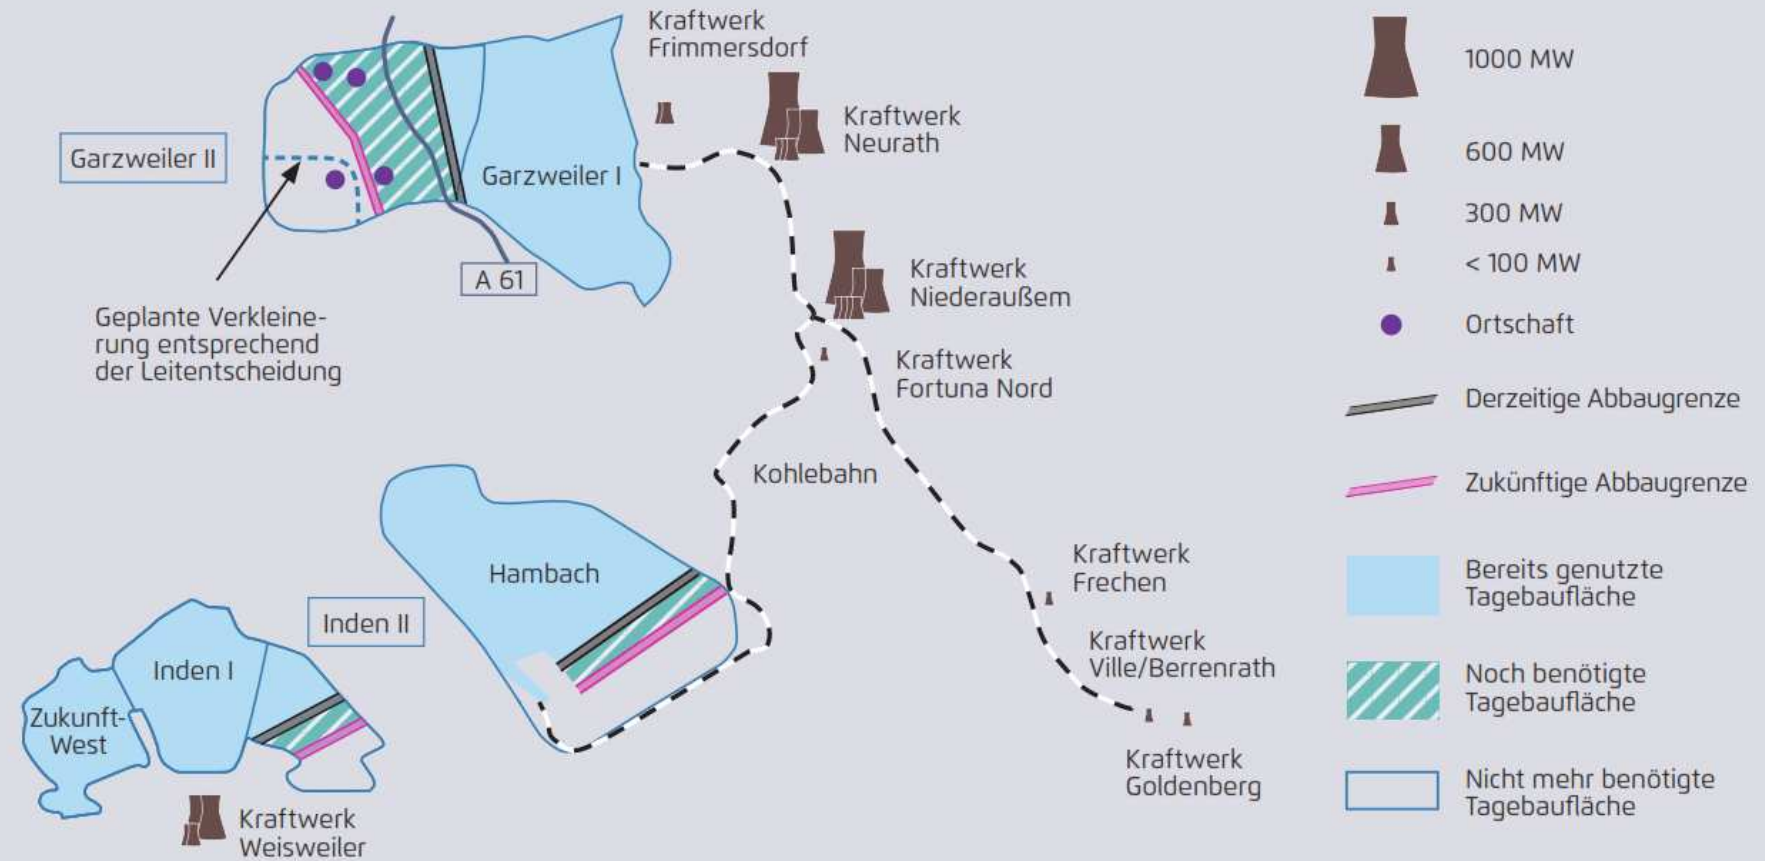 Kraftwerk
Frimmersdorf
Kraftwerk
Neurath
Garzweiler II
Garzweiler I
A 61
Geplante Verkleine-
rung entsprechend
der Leitentscheidung
Kraftwerk
Niederaußem
Kraftwerk
Fortuna Nord
Kohlebahn
Hambach
Inden II
Inden I
Zukunft-
West
Kraftwerk
Weisweiler
Kraftwerk
Frechen
Kraftwerk
Ville/Berrenrath
Kraftwerk
Goldenberg
1000 MW
600 MW
300 MW
< 100 MW
Ortschaft
Derzeitige Abbaugrenze
Zukünftige Abbaugrenze
Bereits genutzte
Tagebaufläche
Noch benötigte
Tagebaufläche
Nicht mehr benötigte
Tagebaufläche